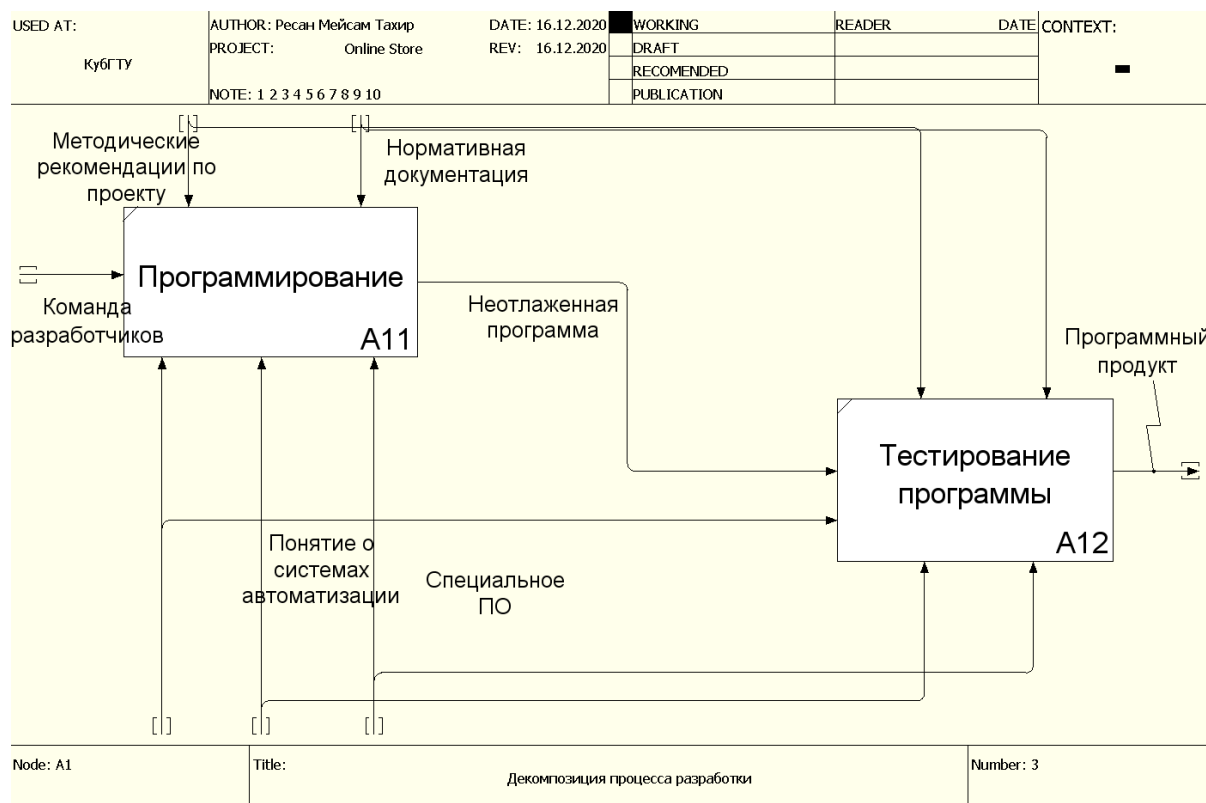 USED AT:
КубГТУ
AUTHOR: Ресан Мейсам Тахир
DATE: 16.12.2020
PROJECT: Online Store
REV: 16.12.2020
NOTE: 1 2 3 4 5 6 7 8 9 10
WORKING
DRAFT
RECOMENDED
PUBLICATION
READER DATE
CONTEXT:
Методические
рекомендации по
проекту
Нормативная
документация
Программирование
A11
Команда
разработчиков
Неотлаженная
программа
Программный
продукт
Тестирование
программы
A12
Понятие о
системах
автоматизации
Специальное
ПО
Node: A1
Title:
Декомпозиция процесса разработки
Number: 3